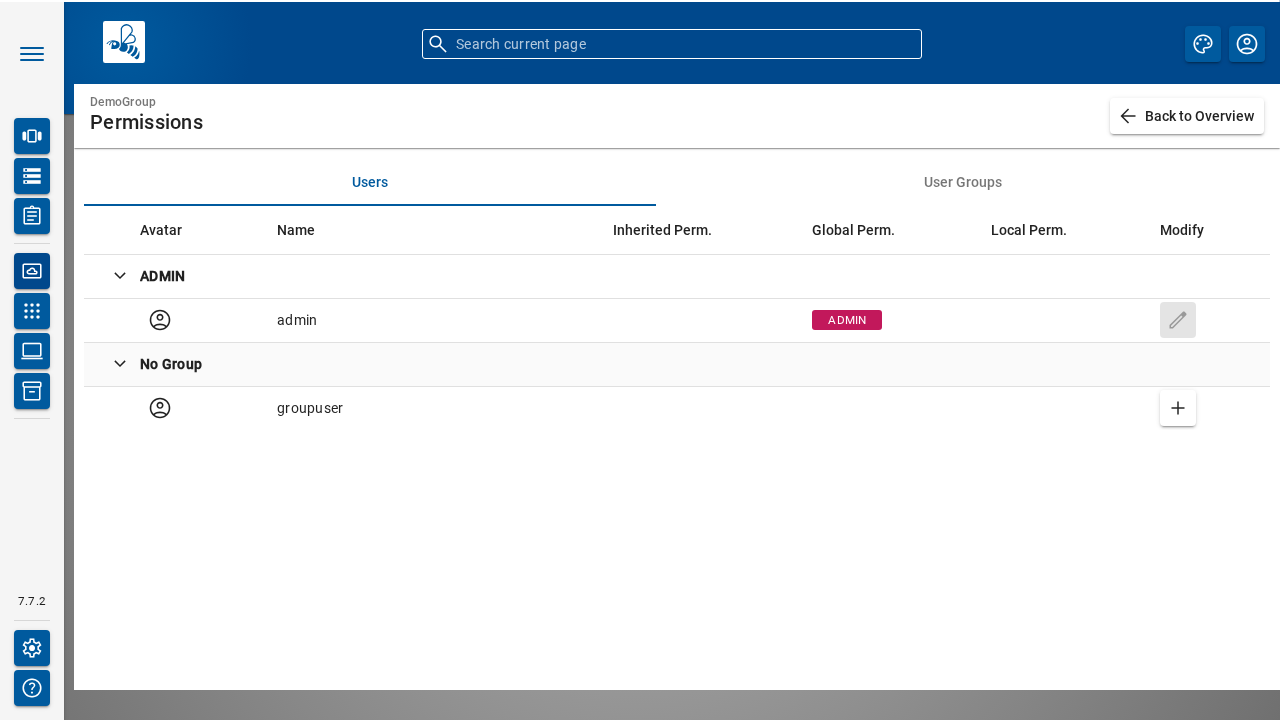 Search current page
DemoGroup
Permissions
Back to Overview
Users
User Groups
Avatar
Name
Inherited Perm.
Global Perm.
Local Perm.
Modify
ADMIN
admin
ADMIN
No Group
groupuser
7.7.2